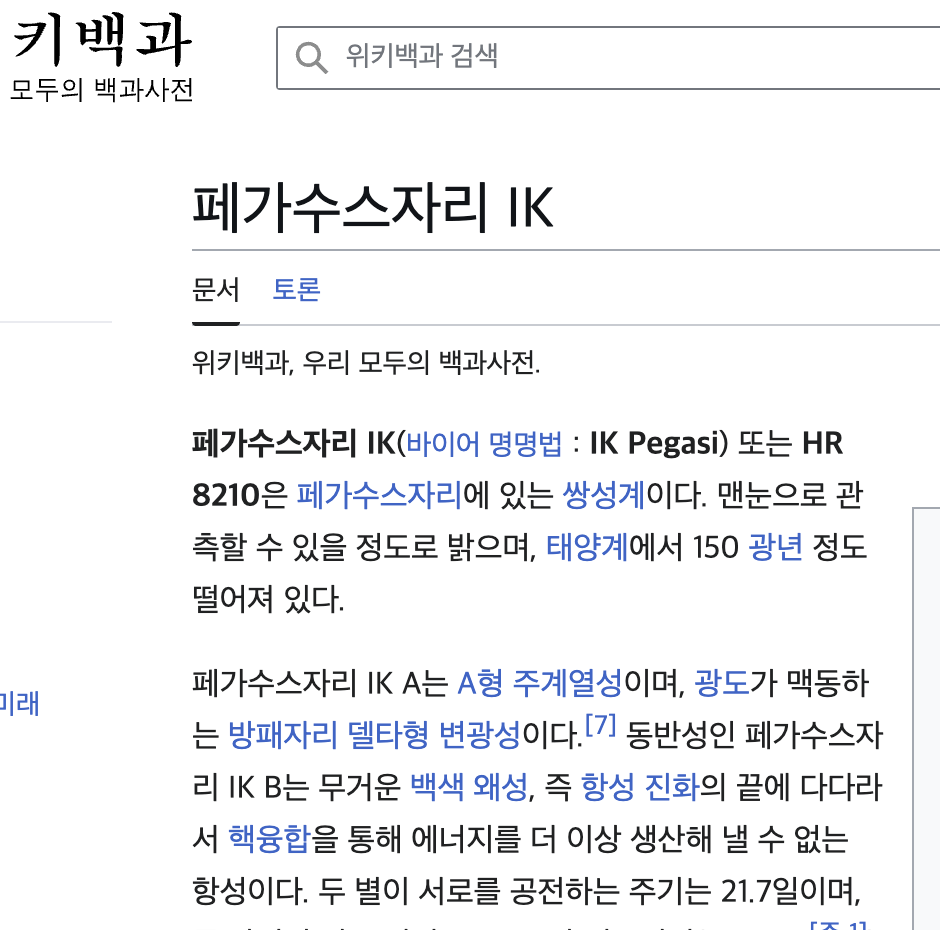 키백과
모두의 백과사전
위키백과 검색
페가수스자리 IK
문서 토론
위키백과, 우리 모두의 백과사전.
페가수스자리 IK(바이어 명명법 : IK Pegasi) 또는 HR
8210은 페가수스자리에 있는 쌍성계이다. 맨눈으로 관
측할 수 있을 정도로 밝으며, 태양계에서 150 광년 정도
떨어져 있다.
미래
페가수스자리 IK A는 A형 주계열성이며, 광도가 맥동하
는 방패자리 델타형 변광성이다.[7] 동반성인 페가수스자
리 IK B는 무거운 백색 왜성, 즉 항성 진화의 끝에 다다라
서 핵융합을 통해 에너지를 더 이상 생산해 낼 수 없는
항성이다. 두 별이 서로를 공전하는 주기는 21.7일이며,